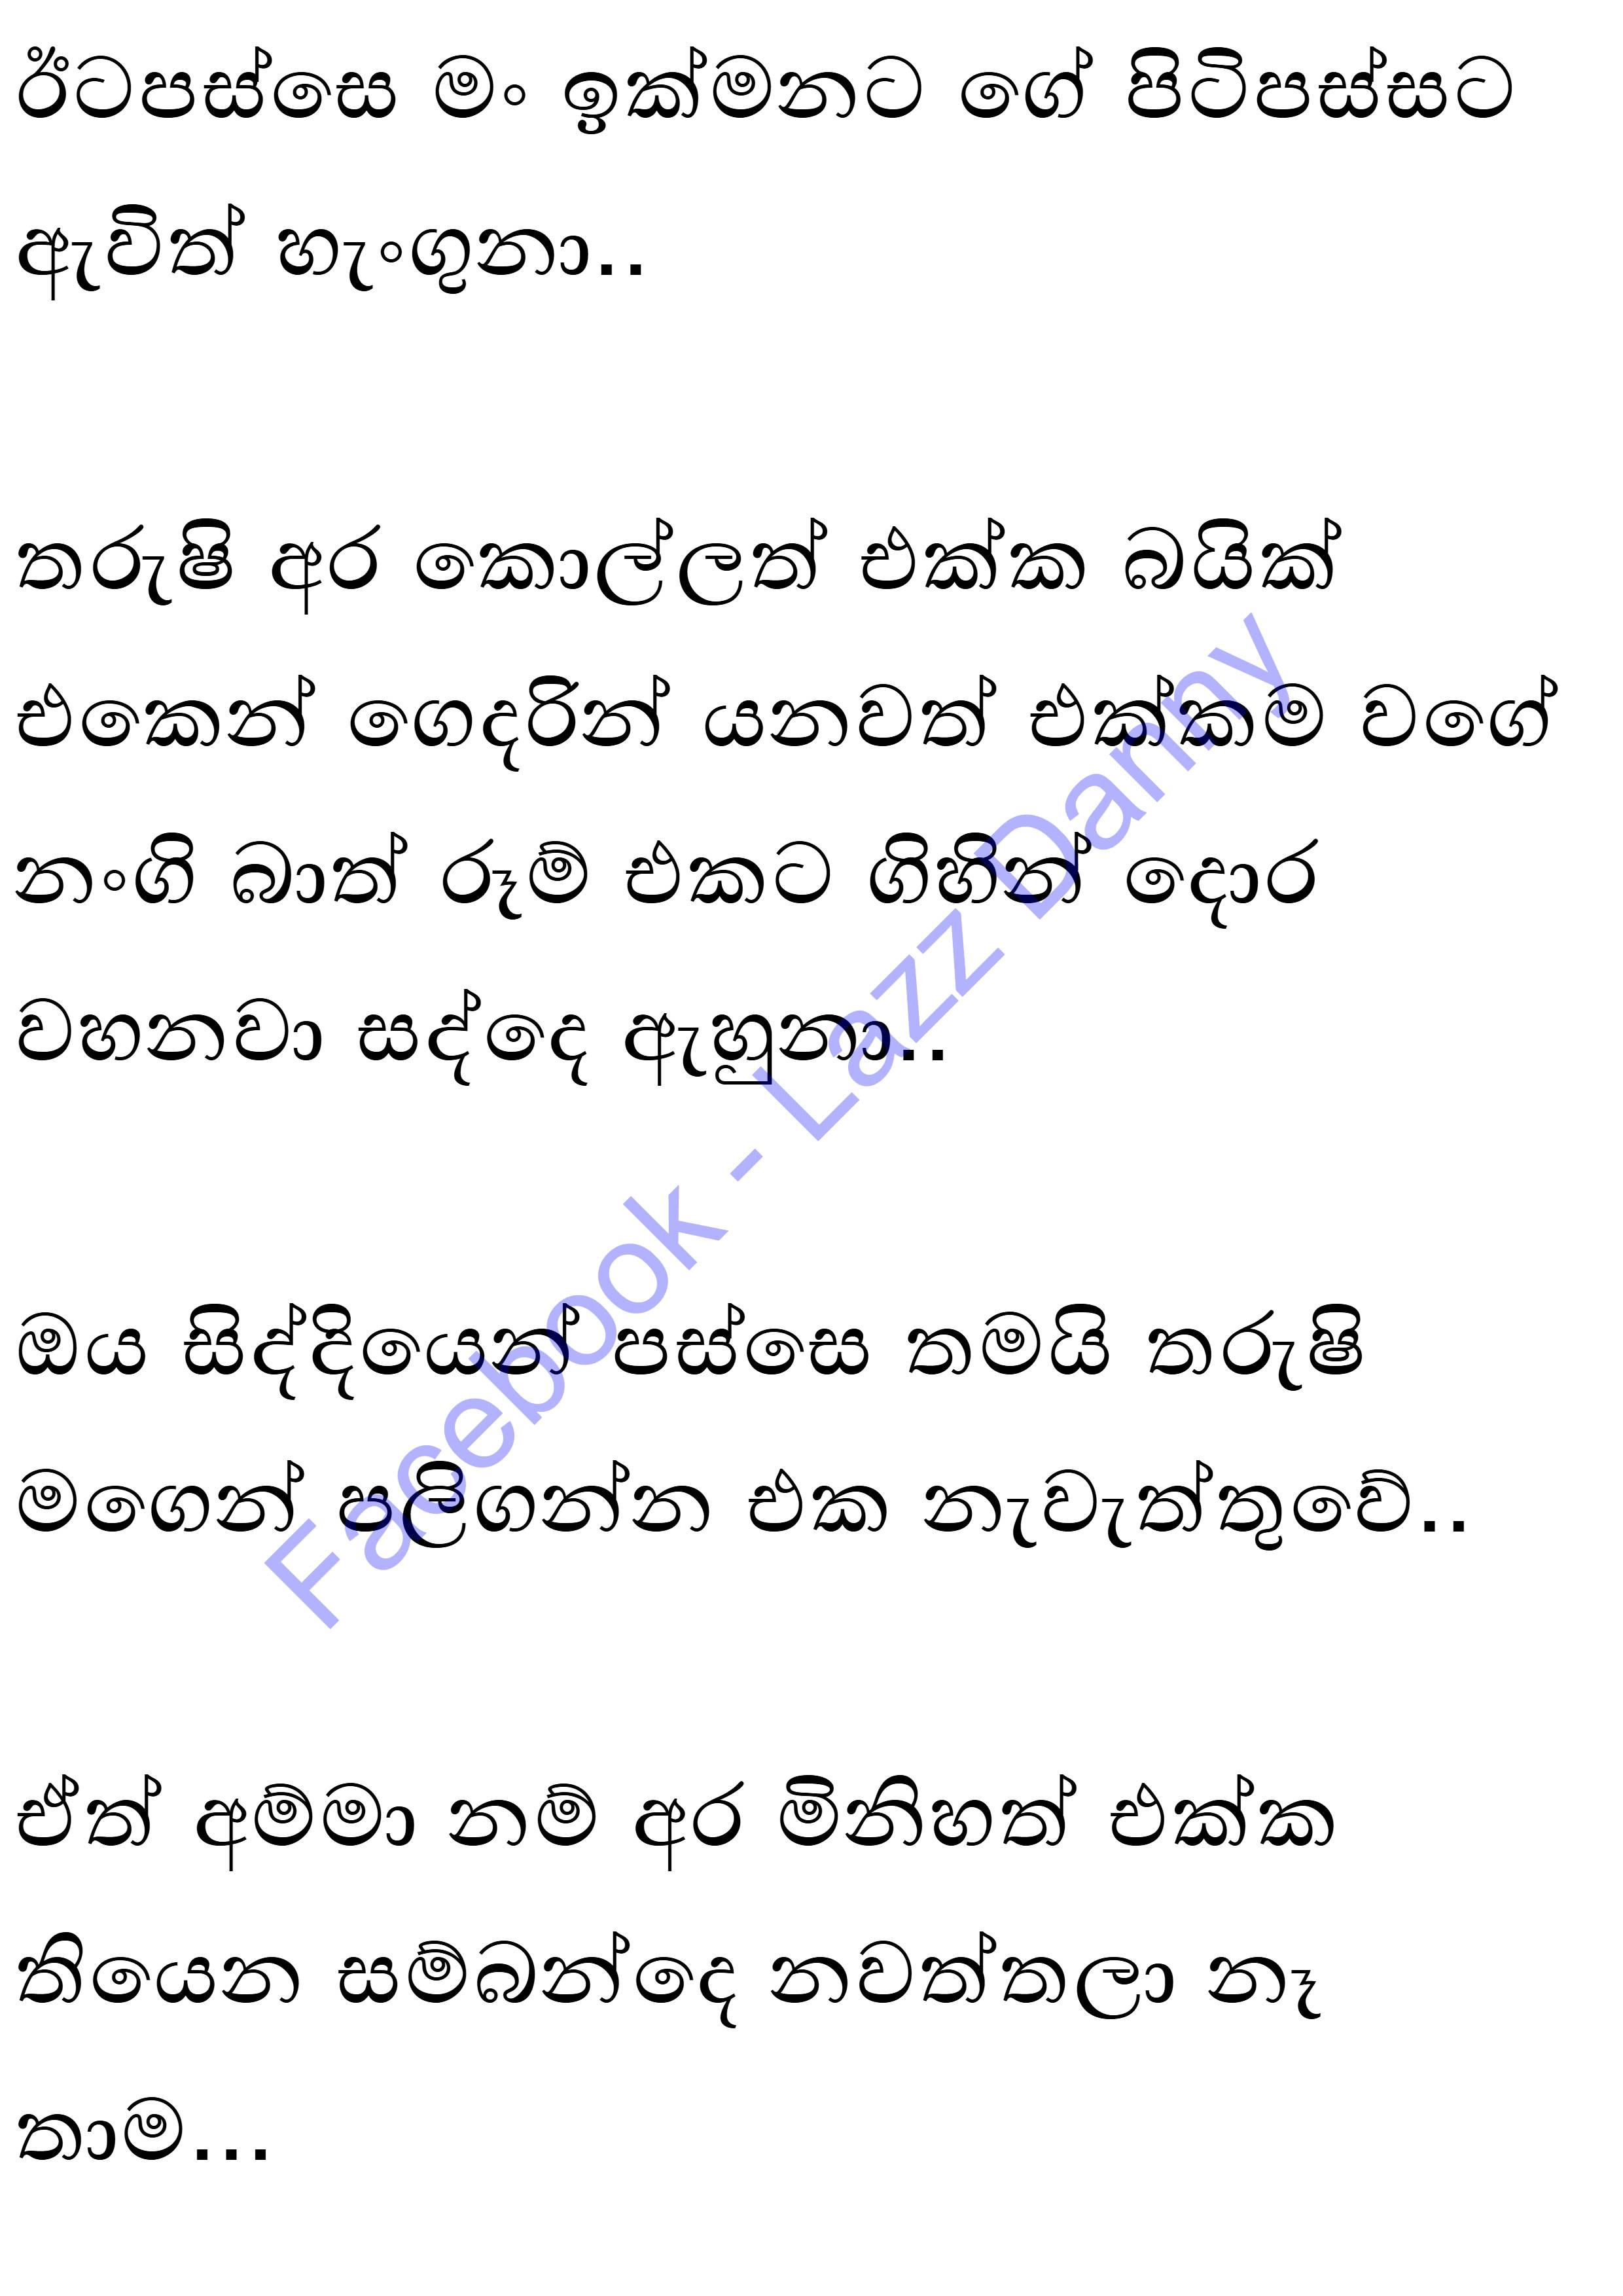 ඊටපස්සෙ මං ඉක්මනට ගේ පිටිපස්සට
ඇවිත් හැංගුනා..
තරුෂි අර කොල්ලත් එක්ක බයික්
එකෙන් ගෙදරින් යනවත් එක්කම වගේ
නංගි බාත් රූම් එකට ගිහින් දොර
වහනවා සද්දෙ ඇහුනා..
ඔය සිද්දියෙන් පස්සෙ තමයි තරුෂි
මගෙන් පලිගන්න එක නැවැත්තුවේ..
ඒත් අම්මා නම් අර මිනිහත් එක්ක
තියෙන සම්බන්දෙ නවත්තලා නෑ
තාම...
Facebook - Lazz Danny